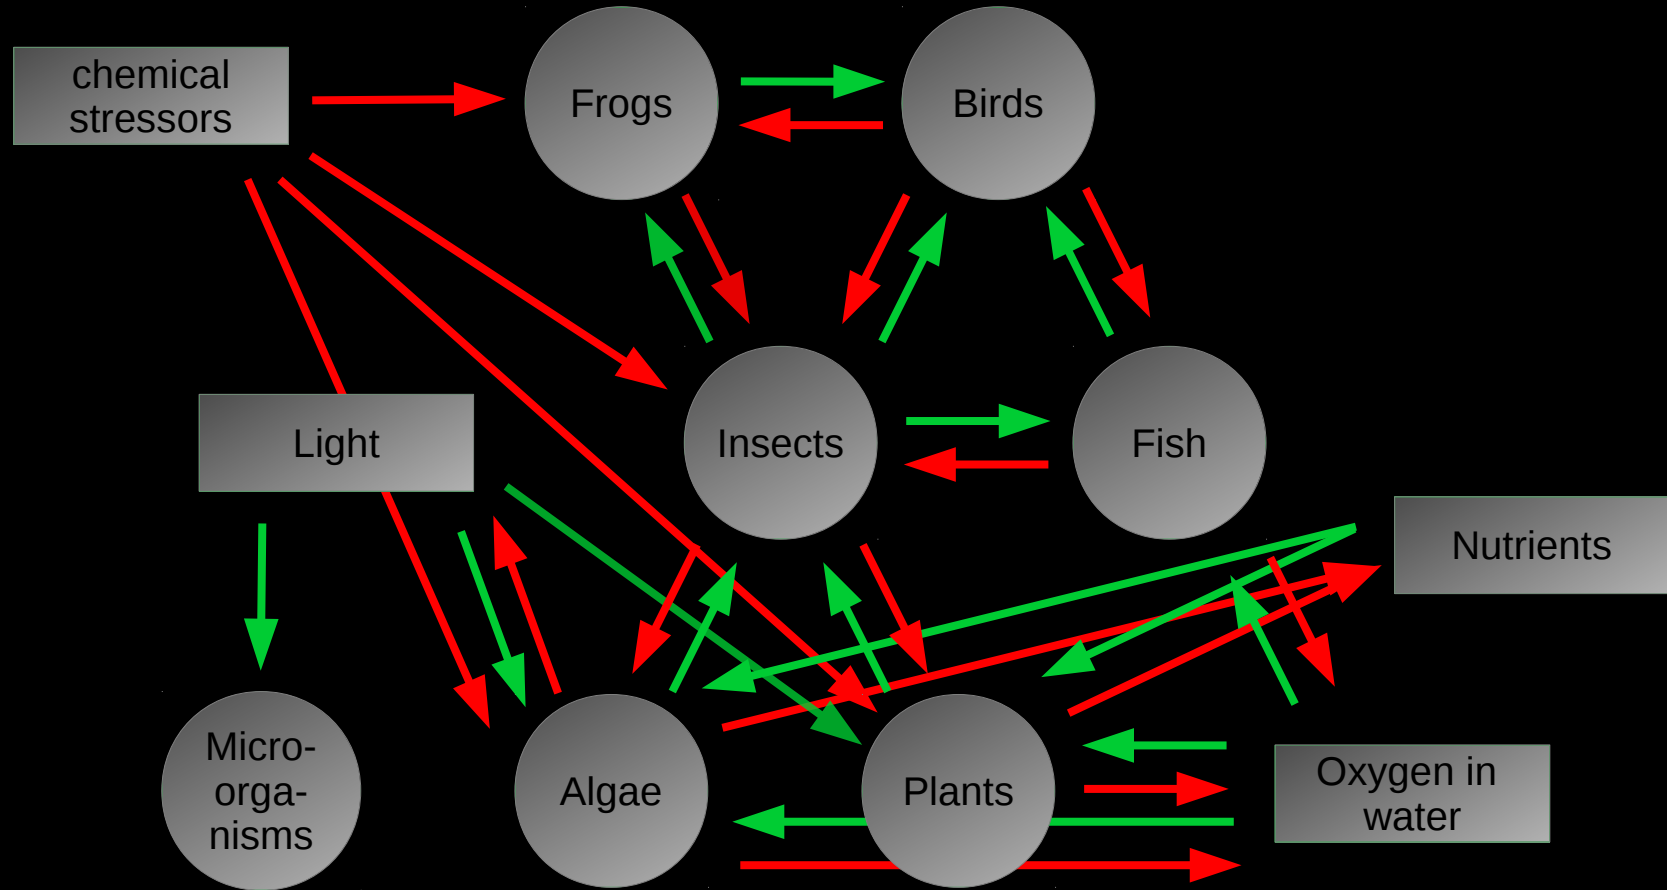 chemical
stressors
Frogs
Birds
Light
Insects
Fish
Nutrients
Micro-
orga-
nisms
Algae
Plants
Oxygen in
water